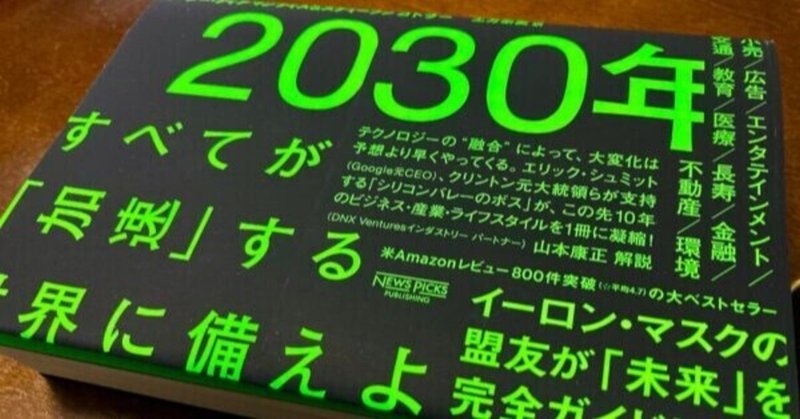 2030年
すべてが
「加速」する
世界に備えよ
小売/広告/エンタテインメント/
交通/教育/医療/長寿/金融/
不動産/環境
テクノロジーの“融合”によって、大変化は
予想より早くやってくる。エリック・シュミット
(Google元CEO)、クリントン元大統領らが支持
する「シリコンバレーのボス」が、この先10年
のビジネス・産業・ライフスタイルを1冊に凝縮!
(DNX Venturesインダストリー パートナー) 山本康正 解説
米Amazonレビュー800件突破(☆平均4.7)の大ベストセラー
NEWS PICKS
PUBLISHING
イーロン・マスクの
盟友が「未来」を
完全ガイド